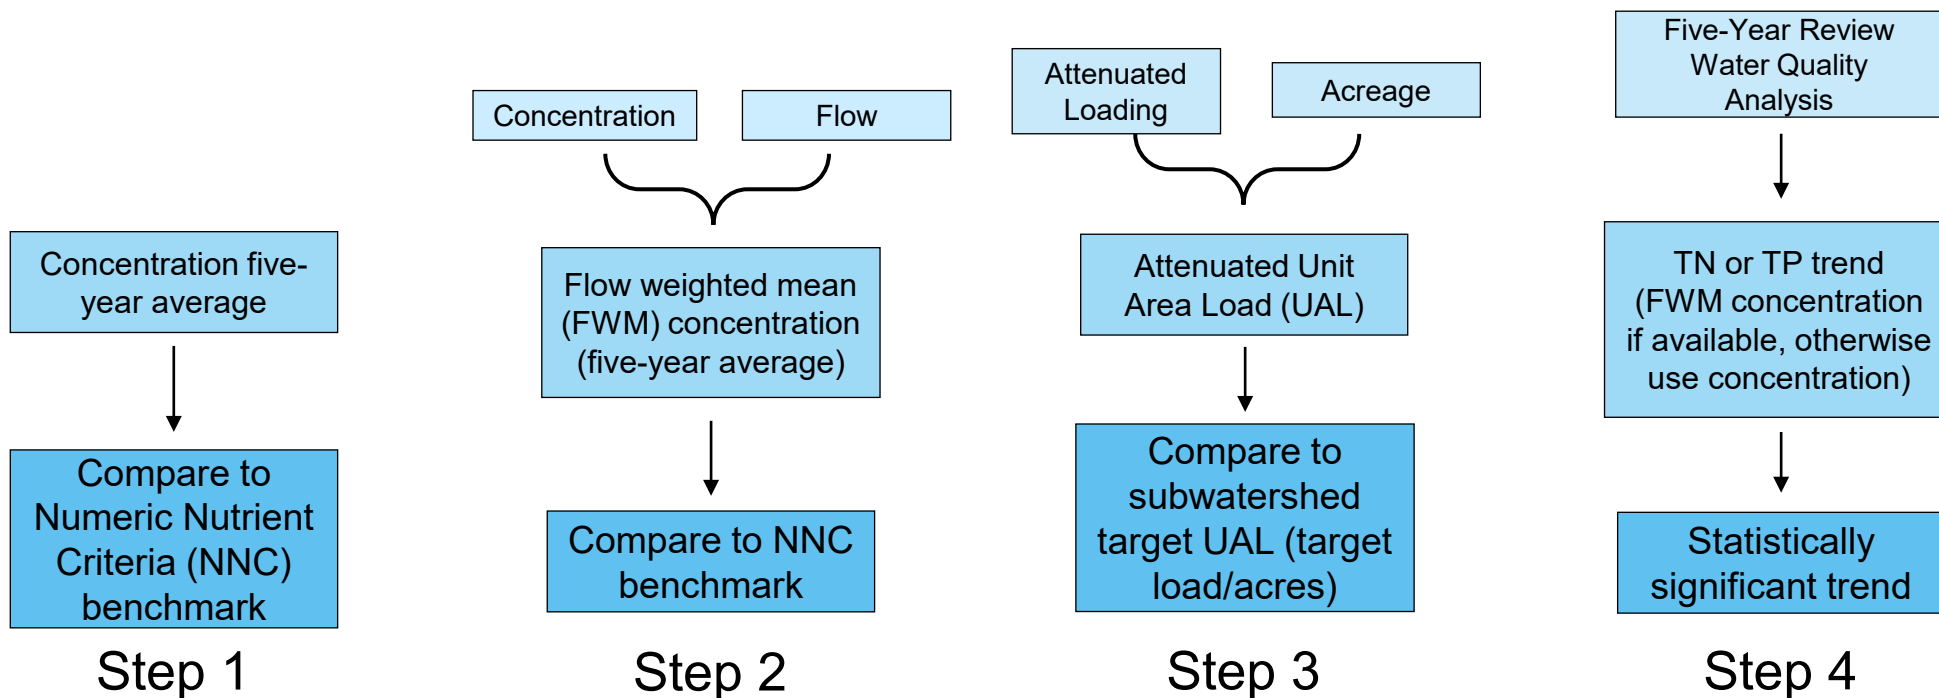 Concentration five-
year average
Compare to
Numeric Nutrient
Criteria (NNC)
benchmark
Step 1
Concentration
Flow
Flow weighted mean
(FWM) concentration
(five-year average)
Compare to NNC
benchmark
Step 2
Attenuated
Loading
Acreage
Attenuated Unit
Area Load (UAL)
Compare to
subwatershed
target UAL (target
load/acres)
Step 3
Five-Year Review
Water Quality
Analysis
TN or TP trend
(FWM concentration
if available, otherwise
use concentration)
Statistically
significant trend
Step 4